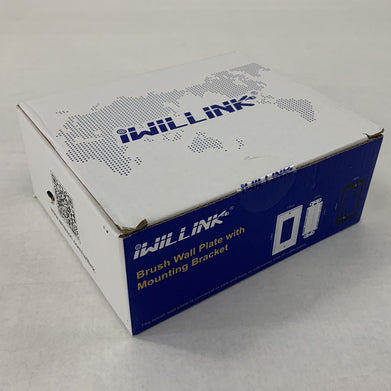 iWILLINK
iWILLINK
iWILLINK
Brush Wall Plate with
Mounting Bracket